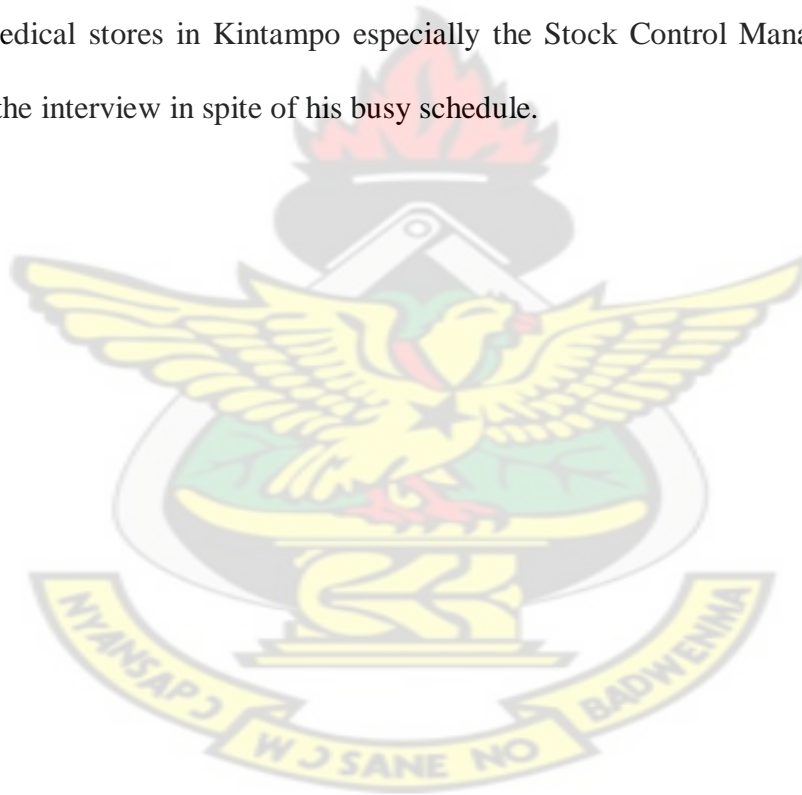 edical stores in Kintampo especially the Stock Control Mana
the interview in spite of his busy schedule.
NYANSAPƆ
WƆSANE NO
BADWENMA